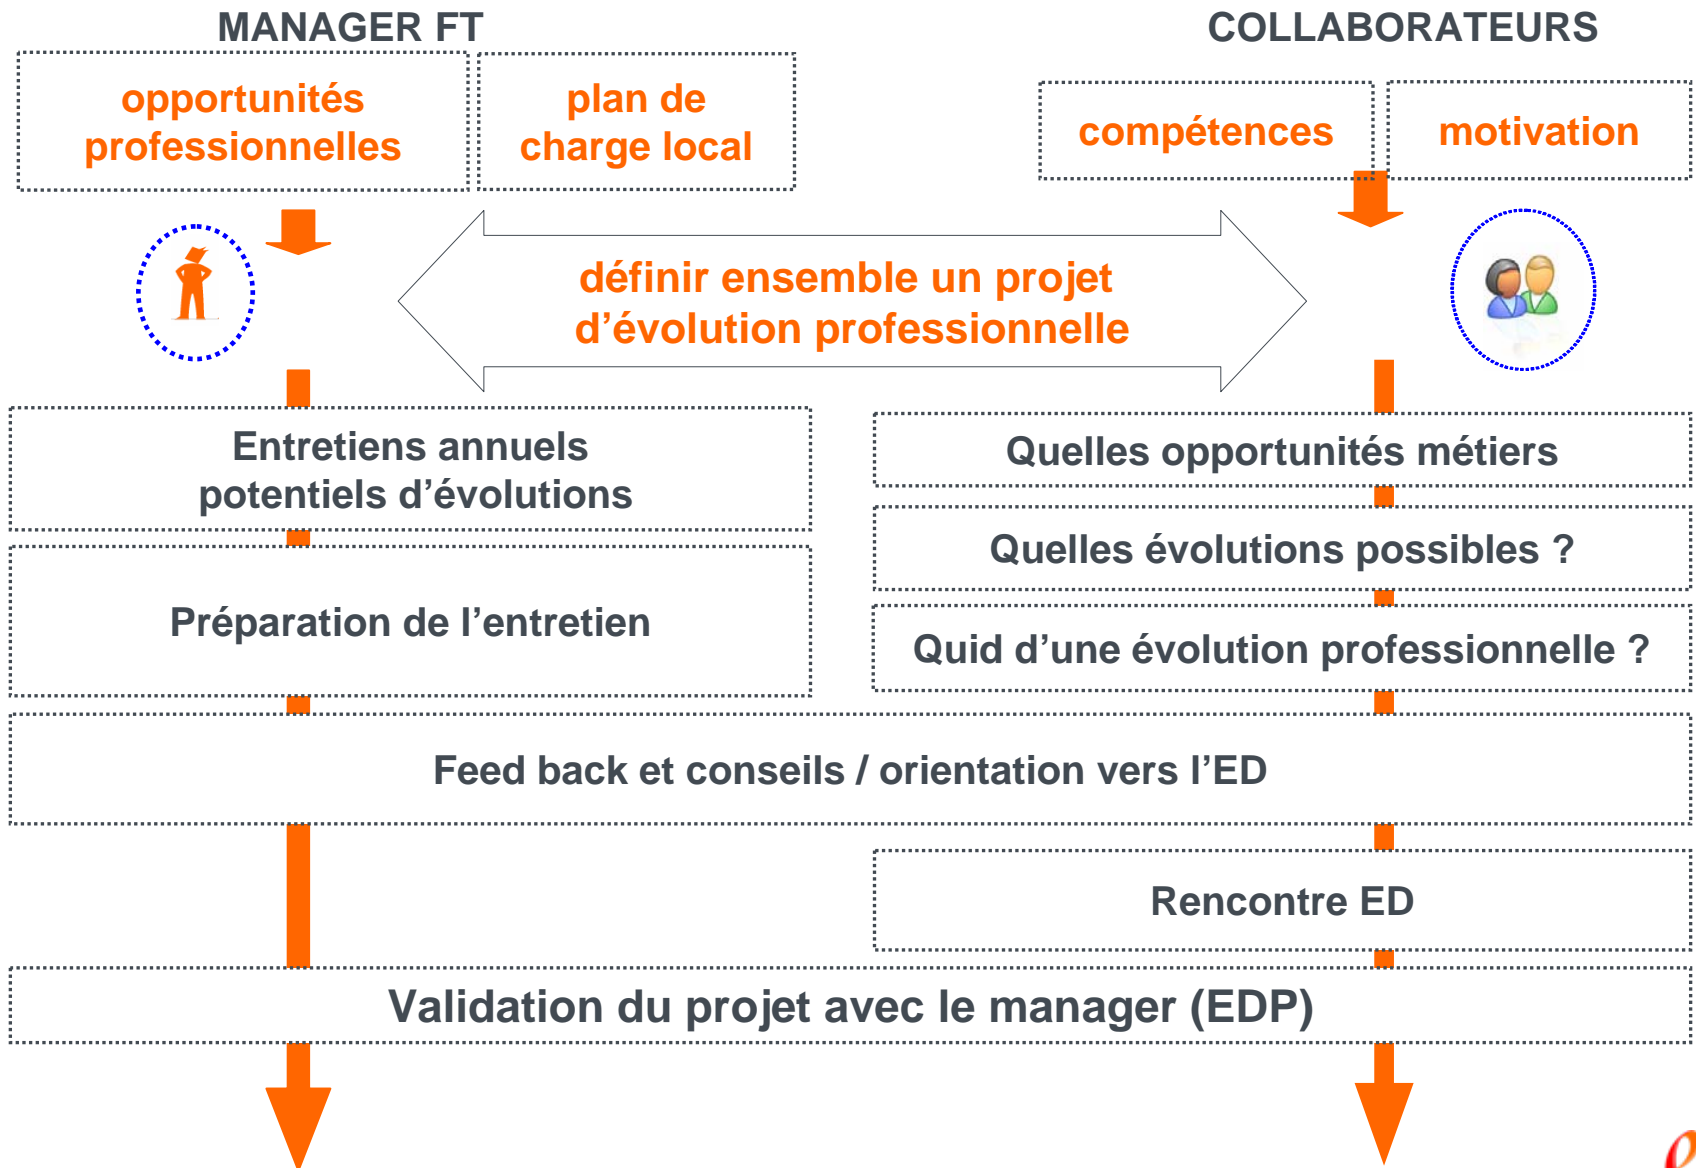 MANAGER FT
COLLABORATEURS
opportunités
professionnelles
plan de
charge local
compétences
motivation
définir ensemble un projet
d’évolution professionnelle
Entretiens annuels
potentiels d’évolutions
Préparation de l’entretien
Quelles opportunités métiers
Quelles évolutions possibles ?
Quid d’une évolution professionnelle ?
Feed back et conseils / orientation vers l’ED
Rencontre ED
Validation du projet avec le manager (EDP)